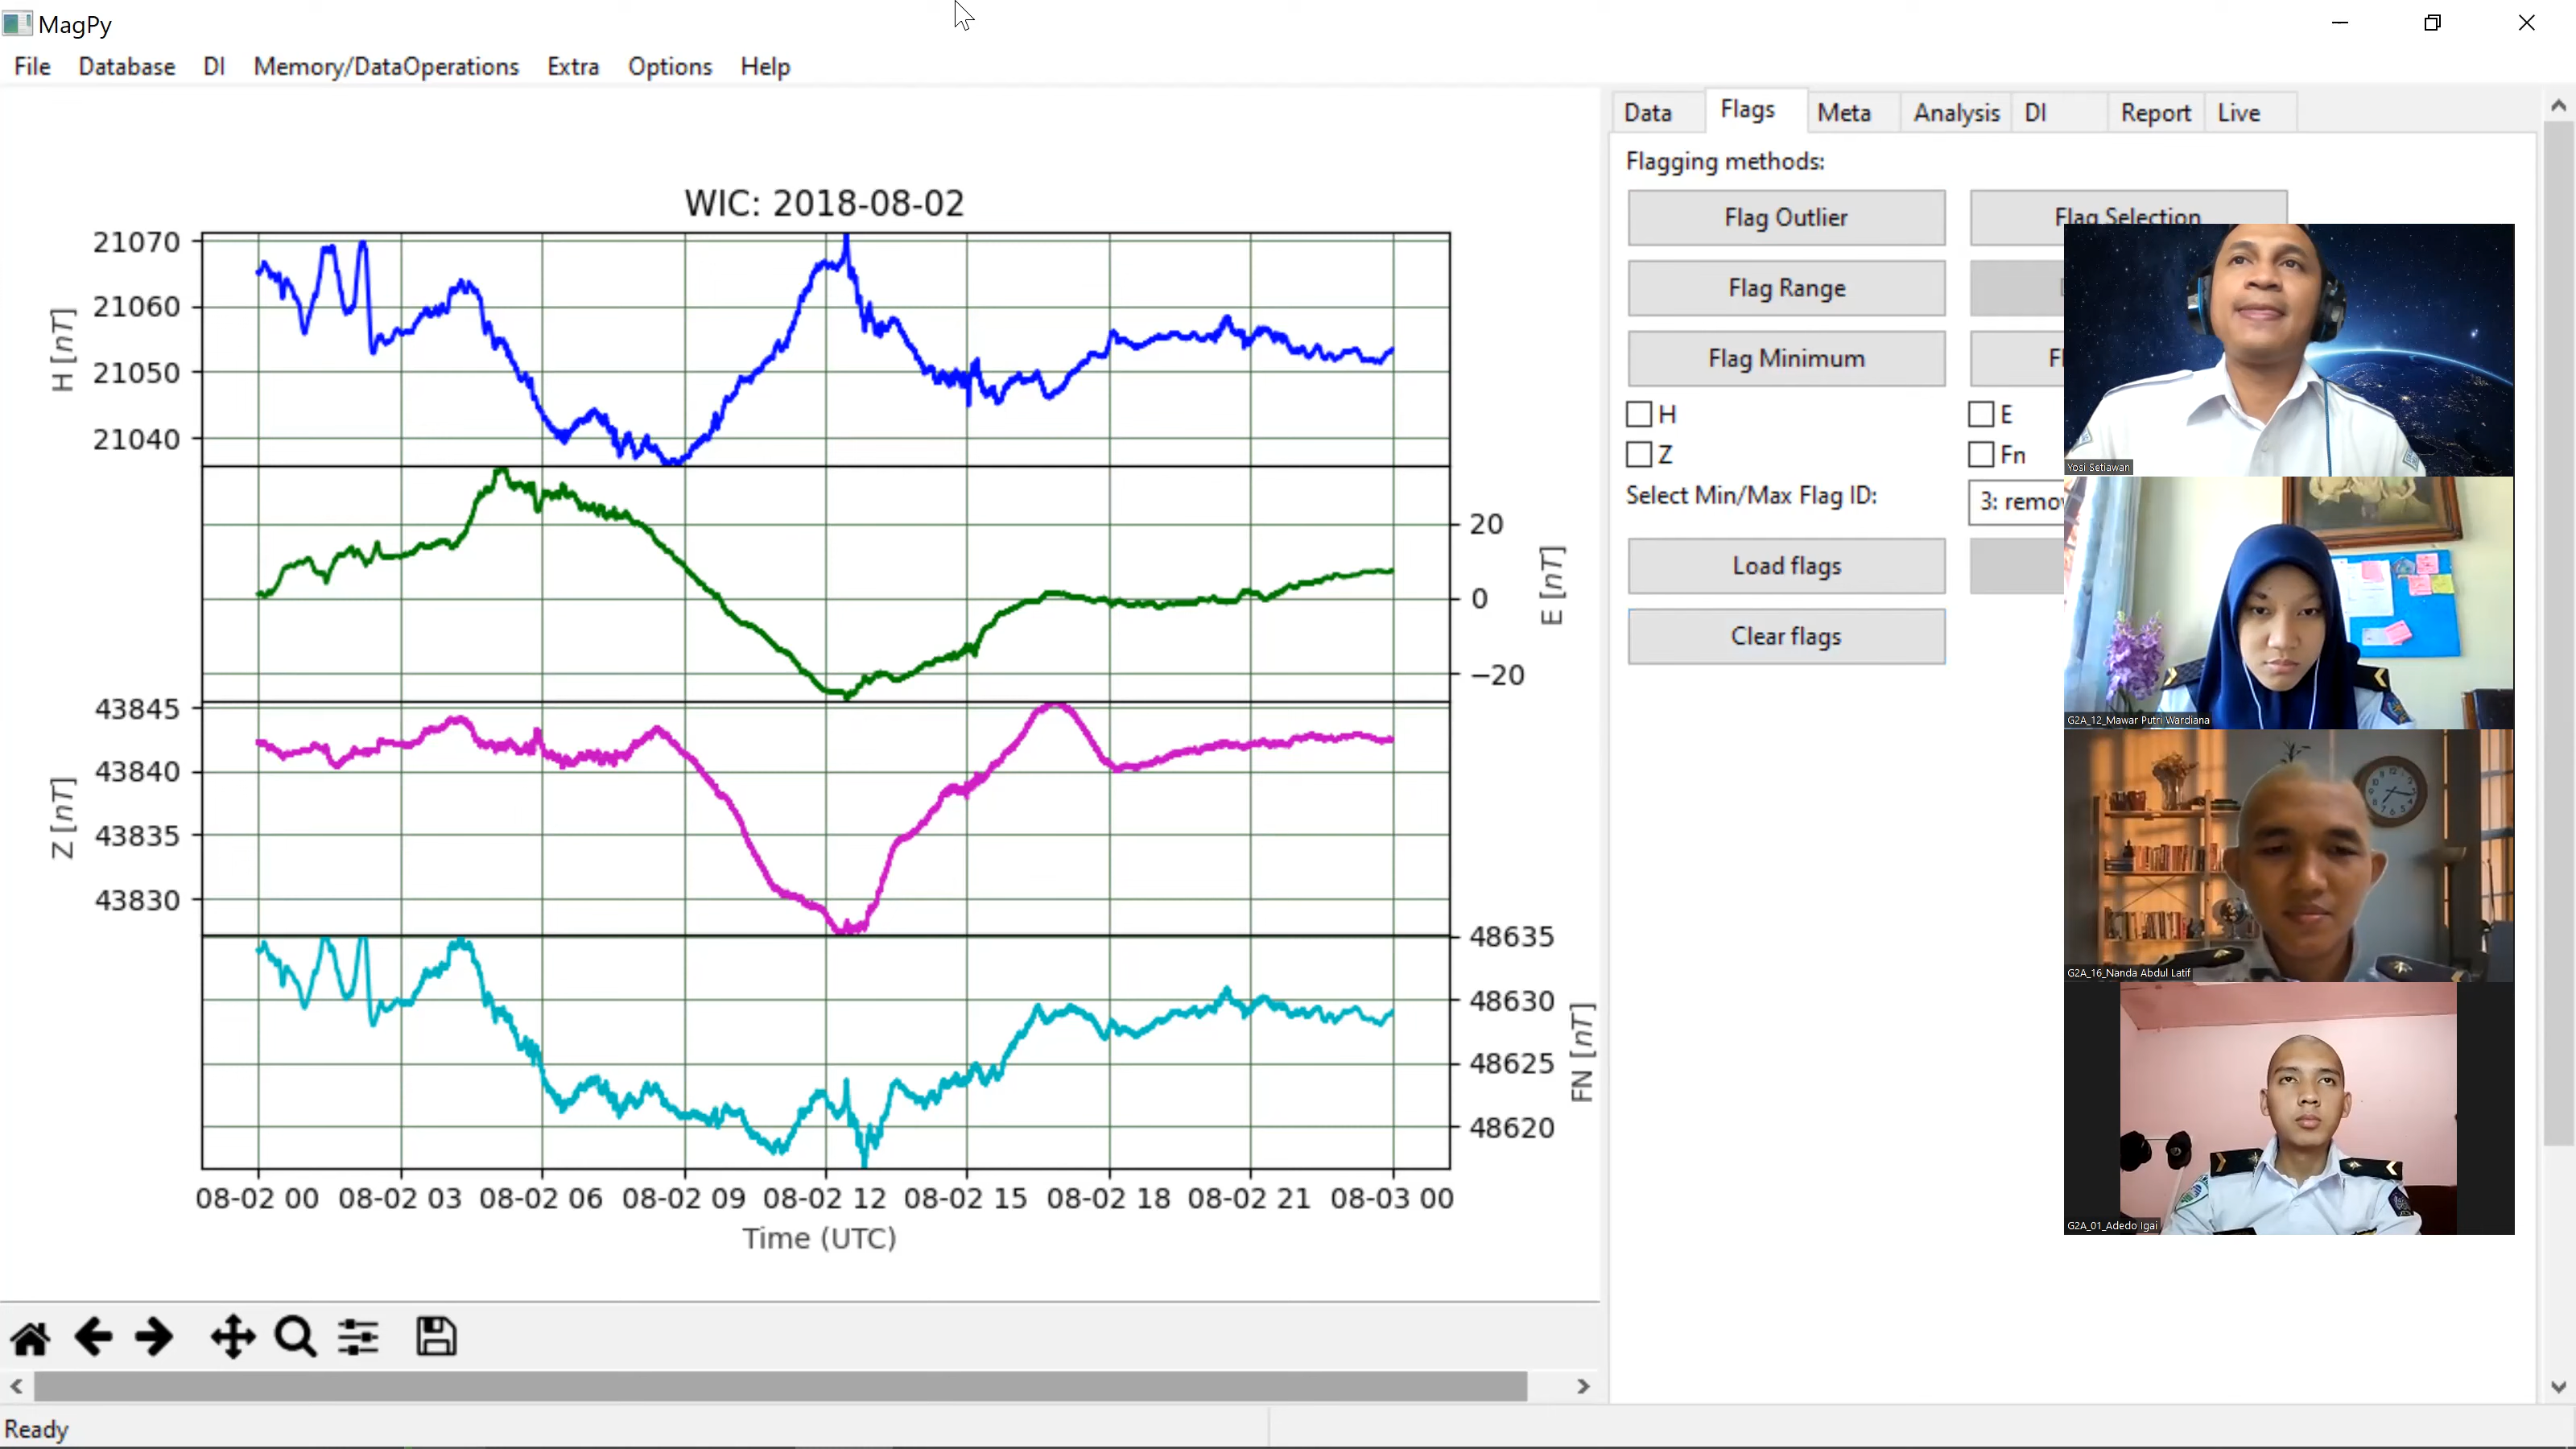 MagPy
File Database DI Memory/DataOperations Extra Options Help
Data Flags Meta Analysis DI Report Live
Flagging methods:
Flag Outlier Flag Selection
Flag Range
Flag Minimum Fl
H E
Z Fn
Select Min/Max Flag ID: 3: remov
Load flags
Clear flags
WIC: 2018-08-02
21070
21060
21050
21040
H [nT]
20
0
−20
E [nT]
43845
43840
43835
43830
Z [nT]
48635
48630
48625
48620
FN [nT]
08-02 00 08-02 03 08-02 06 08-02 09 08-02 12 08-02 15 08-02 18 08-02 21 08-03 00
Time (UTC)
Yosi Setiawan
G2A_12_Mawar Putri Wardiana
G2A_16_Nanda Abdul Latif
G2A_01_Adedo Igai
Ready